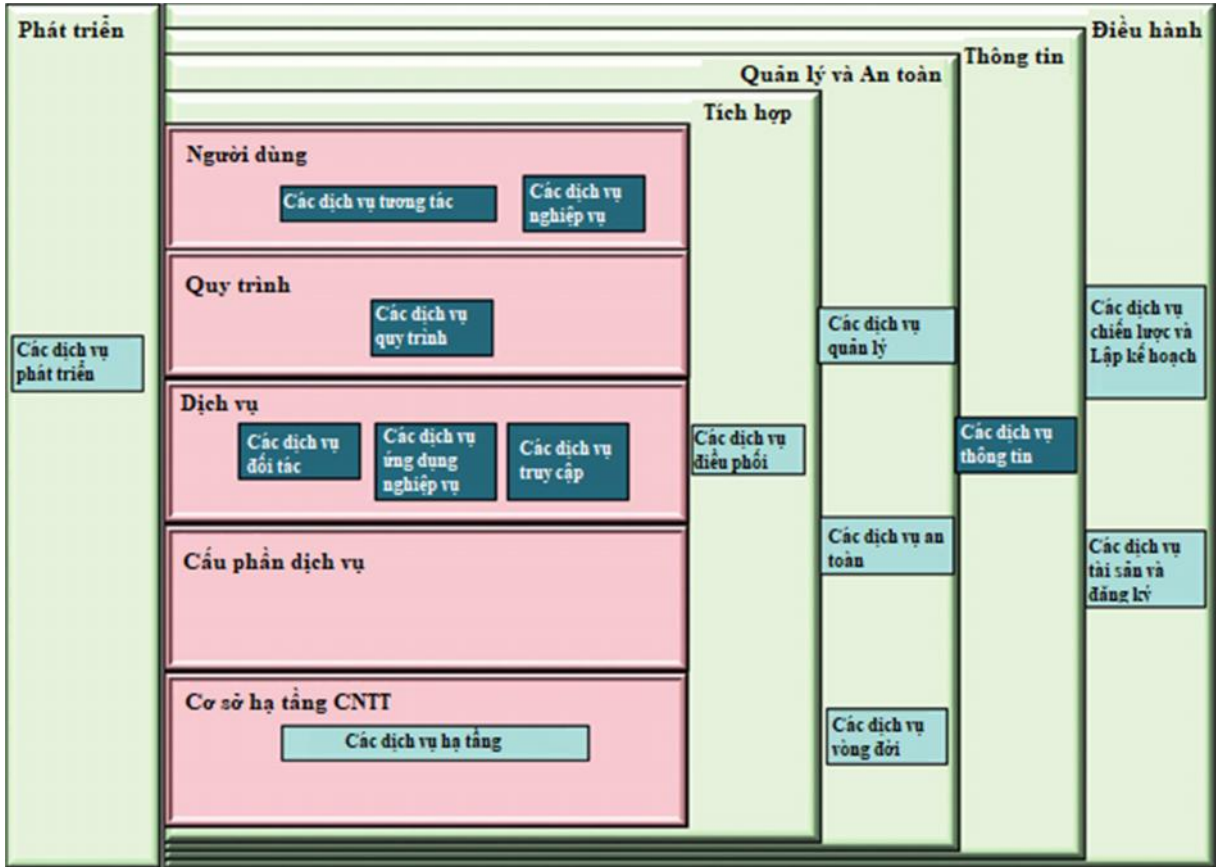 Phát triển
Điều hành
Thông tin
Quản lý và An toàn
Tích hợp
Người dùng
Các dịch vụ tương tác
Các dịch vụ
nghiệp vụ
Quy trình
Các dịch vụ
quy trình
Các dịch vụ
quản lý
Các dịch vụ
chiến lược và
Lập kế hoạch
Các dịch vụ
phát triển
Dịch vụ
Các dịch vụ
đối tác
Các dịch vụ
ứng dụng
nghiệp vụ
Các dịch vụ
truy cập
Các dịch vụ
điều phối
Các dịch vụ
thông tin
Cấu phần dịch vụ
Các dịch vụ an
toàn
Các dịch vụ
tài sản và
đăng ký
Cơ sở hạ tầng CNTT
Các dịch vụ hạ tầng
Các dịch vụ
vòng đời